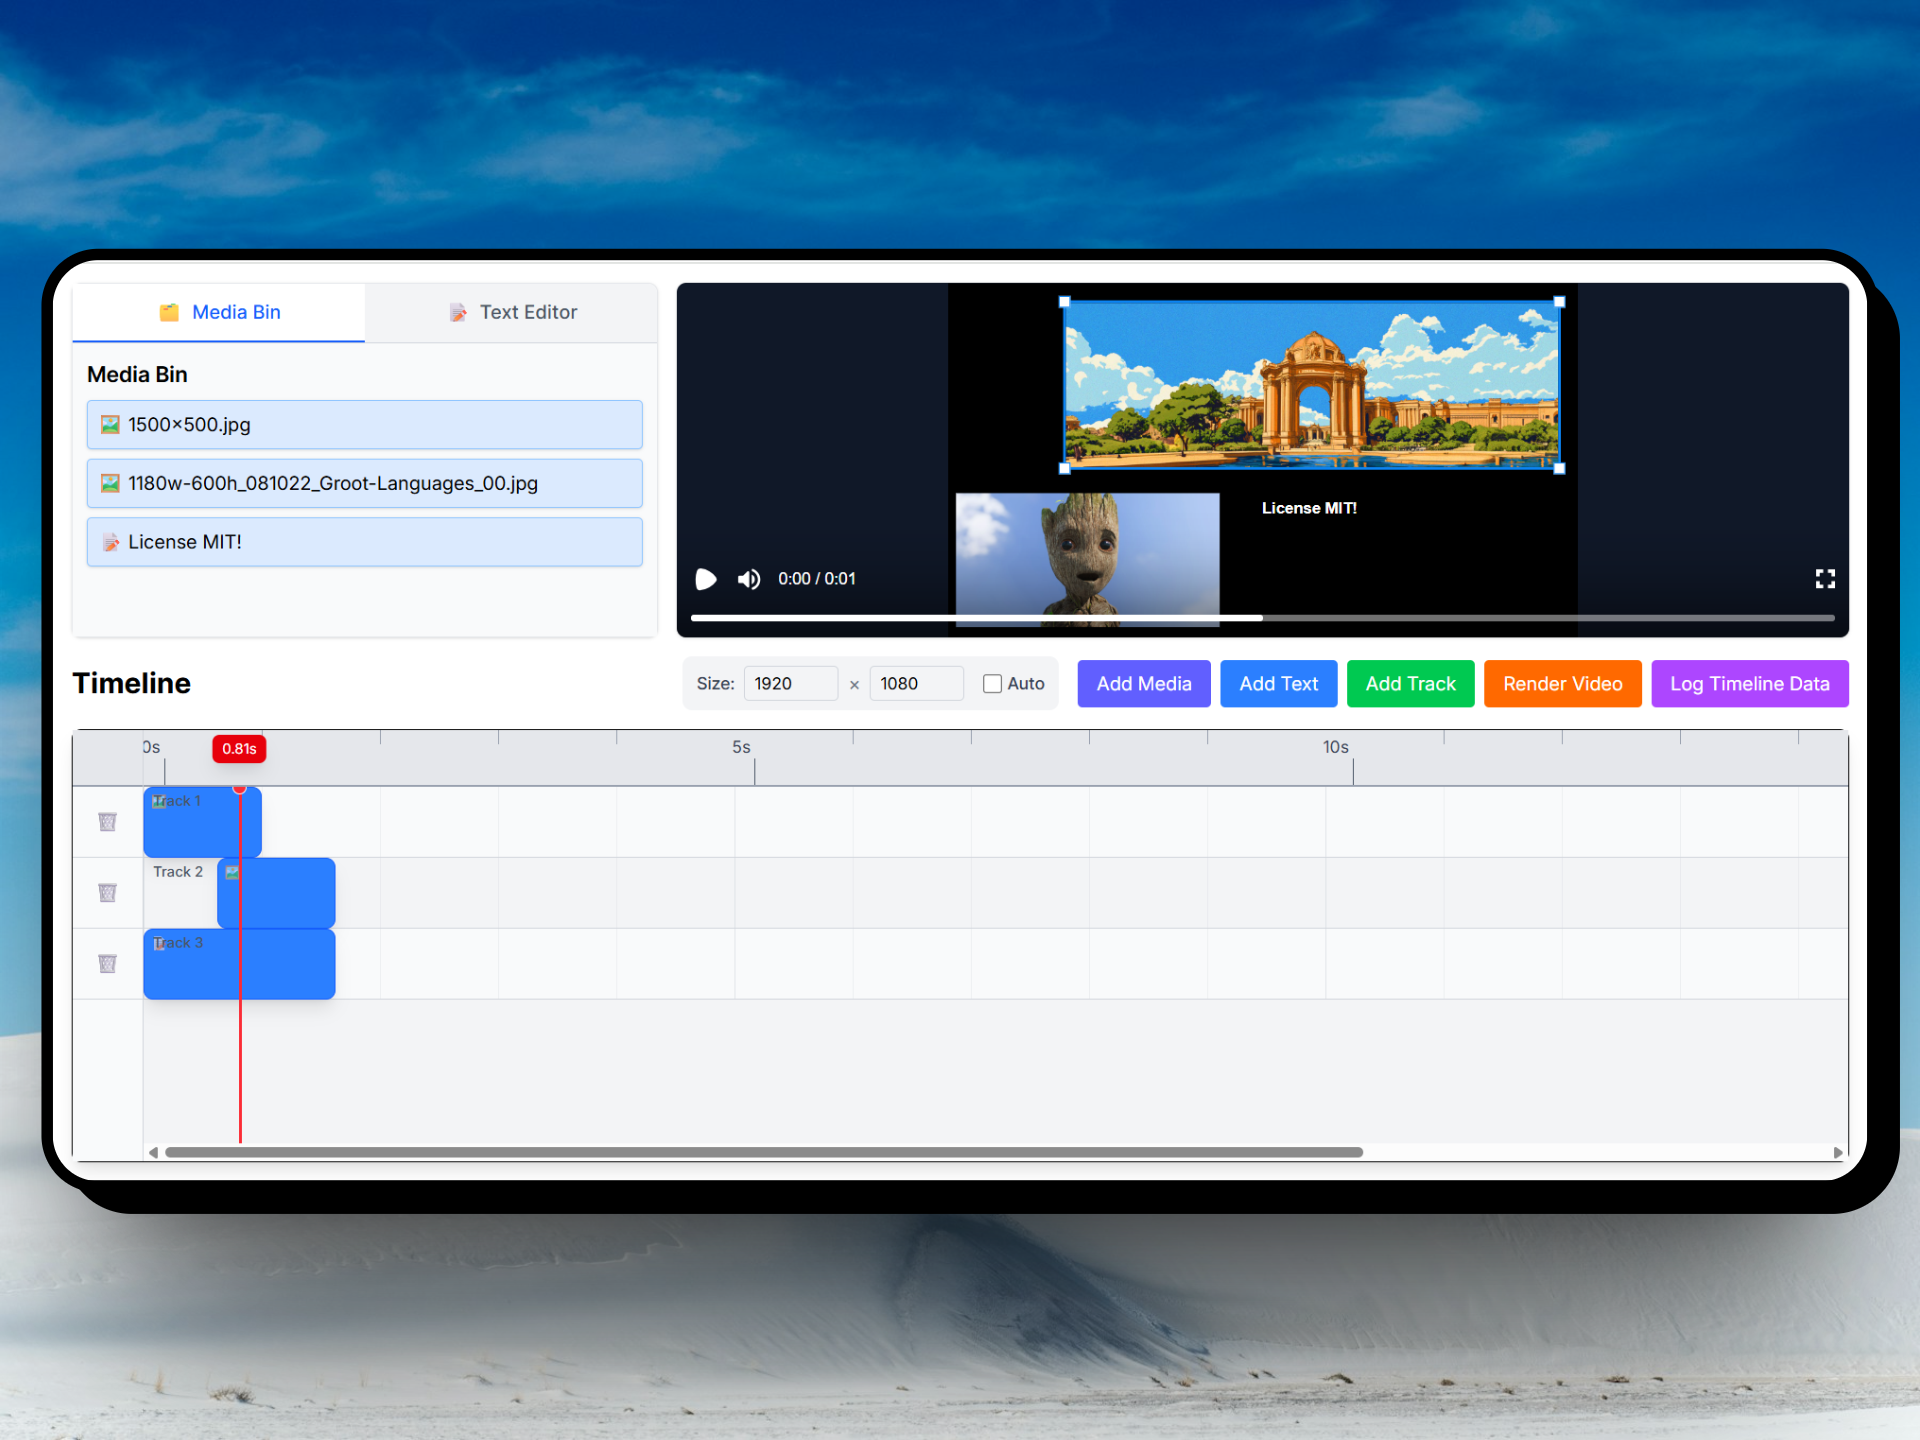 Media Bin
Text Editor
Media Bin
1500x500.jpg
1180w-600h_081022_Groot-Languages_00.jpg
License MIT!
License MIT!
0:00 / 0:01
Timeline
Size: 1920 × 1080 Auto
Add Media
Add Text
Add Track
Render Video
Log Timeline Data
0s
0.81s
5s
10s
Track 1
Track 2
Track 3